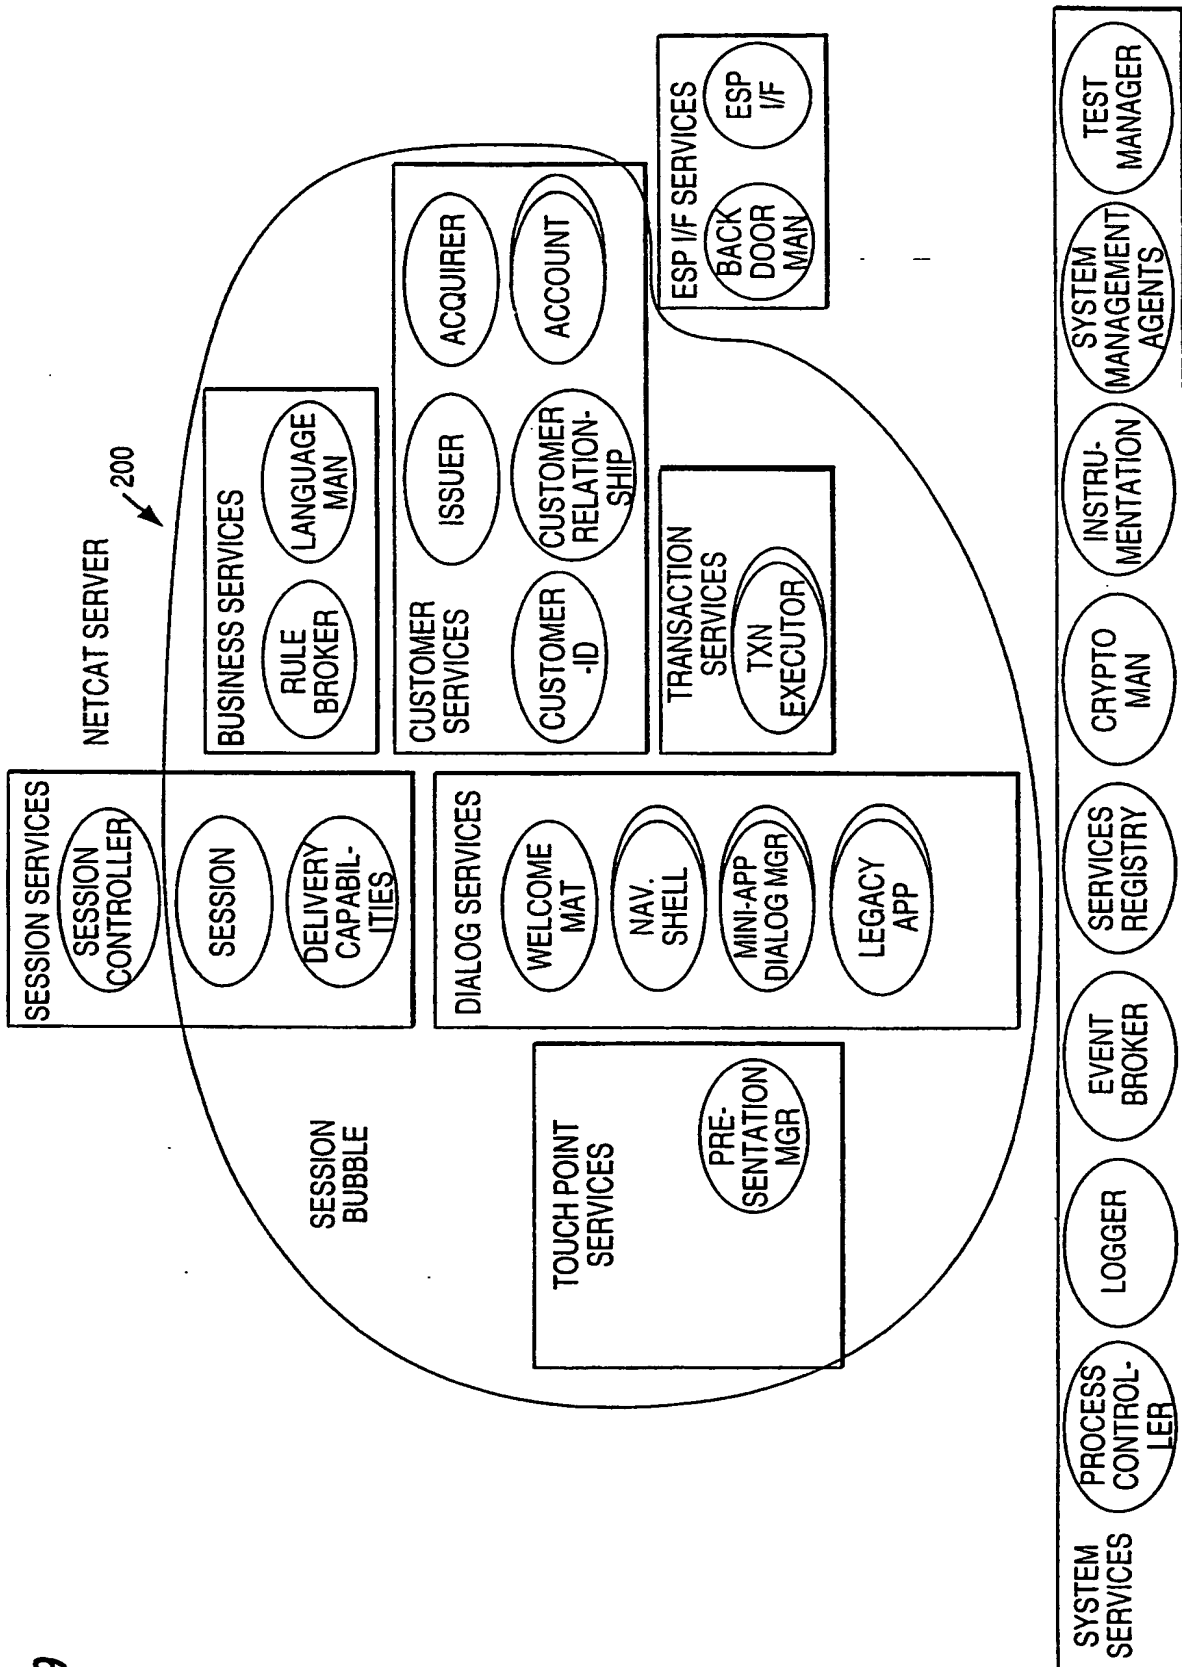 NETCAT SERVER
200
SESSION SERVICES
SESSION
CONTROLLER
SESSION
DELIVERY
CAPABIL-
ITIES
BUSINESS SERVICES
RULE
BROKER
LANGUAGE
MAN
SESSION
BUBBLE
CUSTOMER
SERVICES
ISSUER
ACQUIRER
CUSTOMER
-ID
CUSTOMER
RELATION-
SHIP
ACCOUNT
DIALOG SERVICES
WELCOME
MAT
NAV.
SHELL
MINI-APP
DIALOG MGR
LEGACY
APP
TOUCH POINT
SERVICES
PRE-
SENTATION
MGR
TRANSACTION
SERVICES
TXN
EXECUTOR
ESP I/F SERVICES
BACK
DOOR
MAN
ESP
I/F
SYSTEM
SERVICES
PROCESS
CONTROL-
LER
LOGGER
EVENT
BROKER
SERVICES
REGISTRY
CRYPTO
MAN
INSTRU-
MENTATION
SYSTEM
MANAGEMENT
AGENTS
TEST
MANAGER